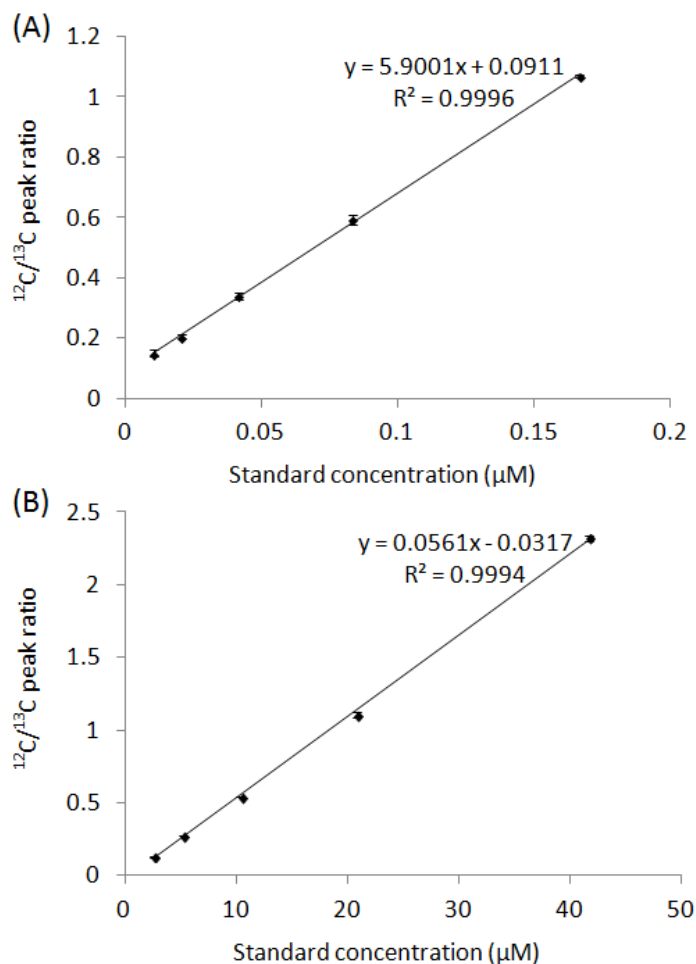 (A)
1.2
1
0.8
0.6
0.4
0.2
0
y = 5.9001x + 0.0911
R² = 0.9996
¹²C/¹³C peak ratio
0 0.05 0.1 0.15 0.2
Standard concentration (µM)
(B)
2.5
2
1.5
1
0.5
0
y = 0.0561x - 0.0317
R² = 0.9994
¹²C/¹³C peak ratio
0 10 20 30 40 50
Standard concentration (µM)